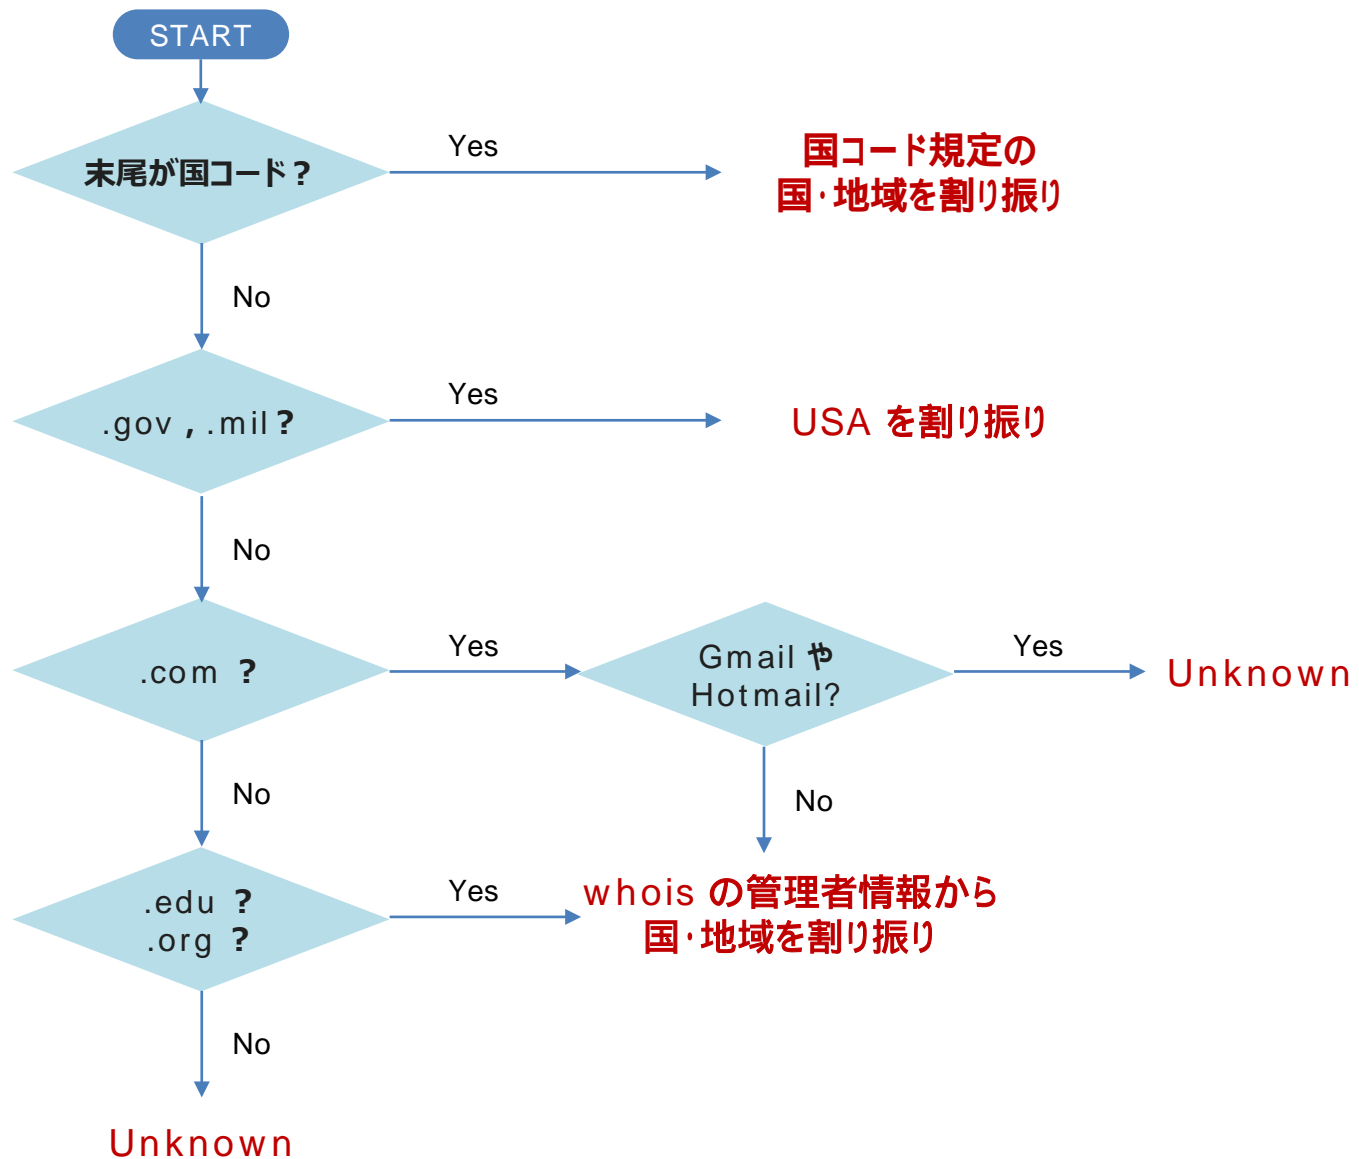 START
末尾が国コード？
Yes
国コード規定の
国・地域を割り振り
No
.gov , .mil ?
Yes
USA を割り振り
No
.com ?
Yes
Gmail や
Hotmail?
Yes
Unknown
No
No
.edu ?
.org ?
Yes
whois の管理者情報から
国・地域を割り振り
No
Unknown